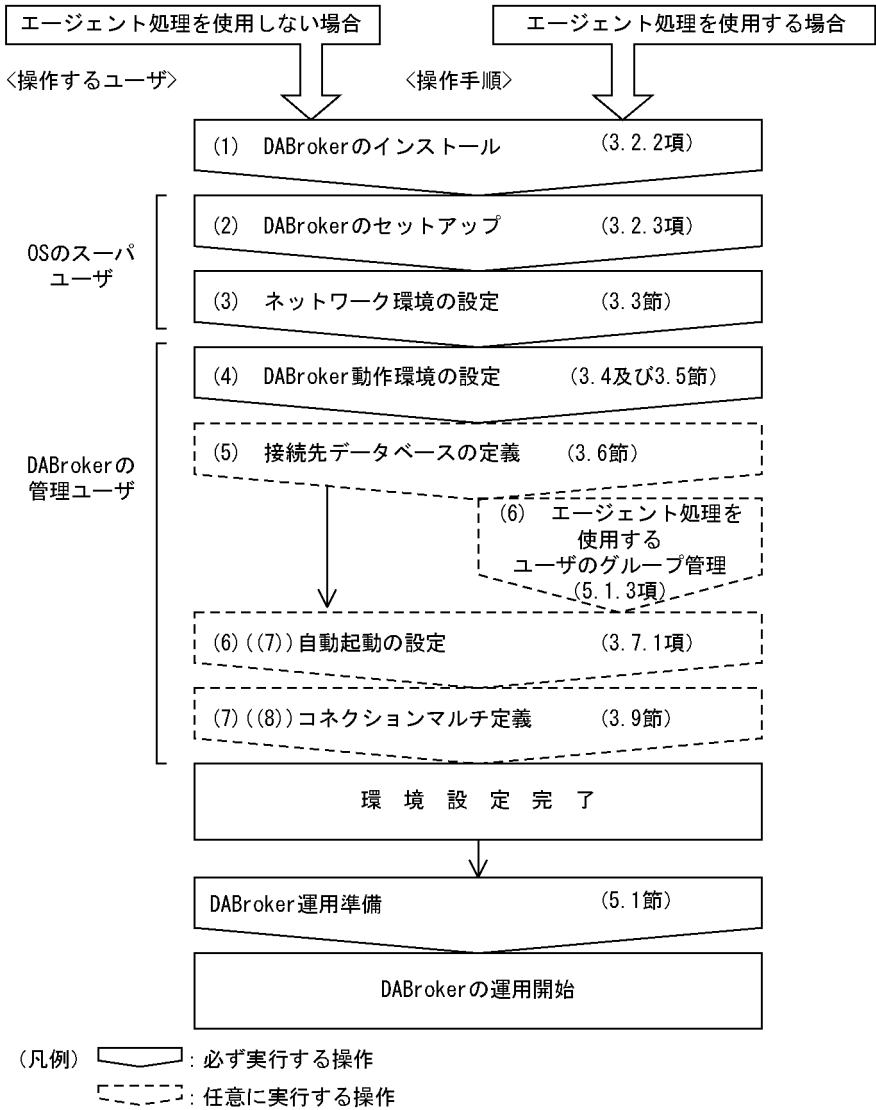 エージェント処理を使用しない場合
エージェント処理を使用する場合
〈操作するユーザ〉
〈操作手順〉
(1) DABrokerのインストール (3.2.2項)
OSのスーパ
ユーザ
(2) DABrokerのセットアップ (3.2.3項)
(3) ネットワーク環境の設定 (3.3節)
DABrokerの
管理ユーザ
(4) DABroker動作環境の設定 (3.4及び3.5節)
(5) 接続先データベースの定義 (3.6節)
(6) エージェント処理を
使用する
ユーザのグループ管理
(5.1.3項)
(6)((7))自動起動の設定 (3.7.1項)
(7)((8))コネクションマルチ定義 (3.9節)
環 境 設 定 完 了
DABroker運用準備 (5.1節)
DABrokerの運用開始
(凡例) : 必ず実行する操作
: 任意に実行する操作